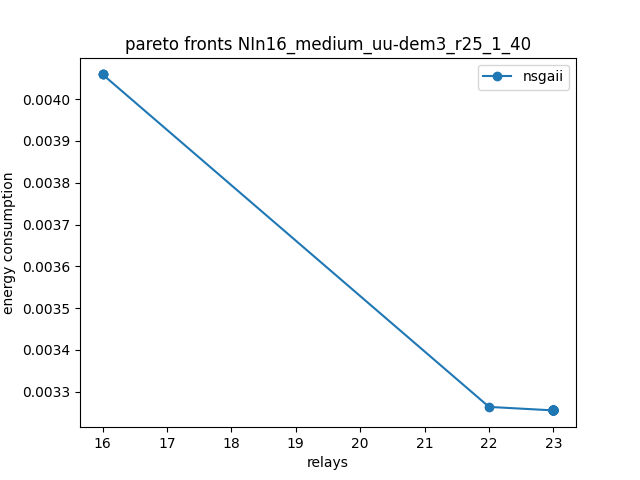 pareto fronts NIn16_medium_uu-dem3_r25_1_40
nsgaii
energy consumption
0.0040
0.0039
0.0038
0.0037
0.0036
0.0035
0.0034
0.0033
16 17 18 19 20 21 22 23
relays